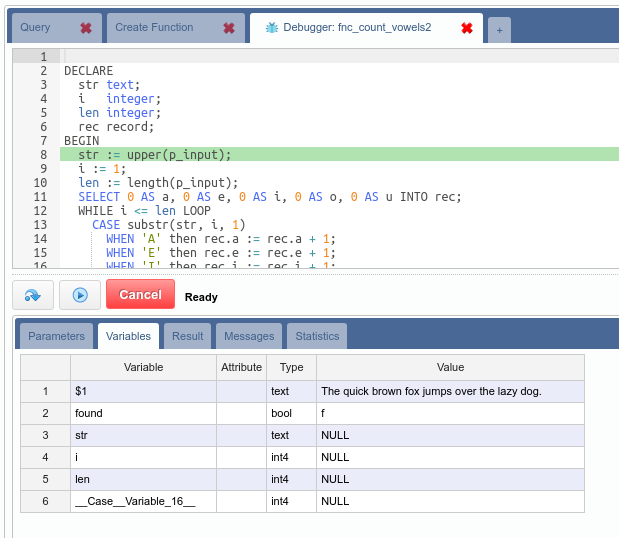 Query Create Function Debugger: fnc_count_vowels2 +
1
2 DECLARE
3 str text;
4 i integer;
5 len integer;
6 rec record;
7 BEGIN
8 str := upper(p_input);
9 i := 1;
10 len := length(p_input);
11 SELECT 0 AS a, 0 AS e, 0 AS i, 0 AS o, 0 AS u INTO rec;
12 WHILE i <= len LOOP
13 CASE substr(str, i, 1)
14 WHEN 'A' then rec.a := rec.a + 1;
15 WHEN 'E' then rec.e := rec.e + 1;
16 WHEN 'I' then rec.i := rec.i + 1;
Cancel Ready
Parameters Variables Result Messages Statistics
Variable Attribute Type Value
1 $1 text The quick brown fox jumps over the lazy dog.
2 found bool f
3 str text NULL
4 i int4 NULL
5 len int4 NULL
6 __Case__Variable_16__ int4 NULL